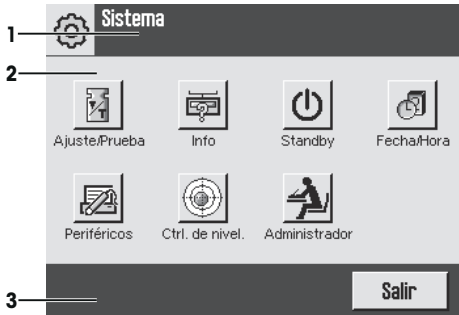 Sistema
1
2
Ajuste/Prueba Info Standby Fecha/Hora
Periféricos Ctrl. de nivel. Administrador
3
Salir